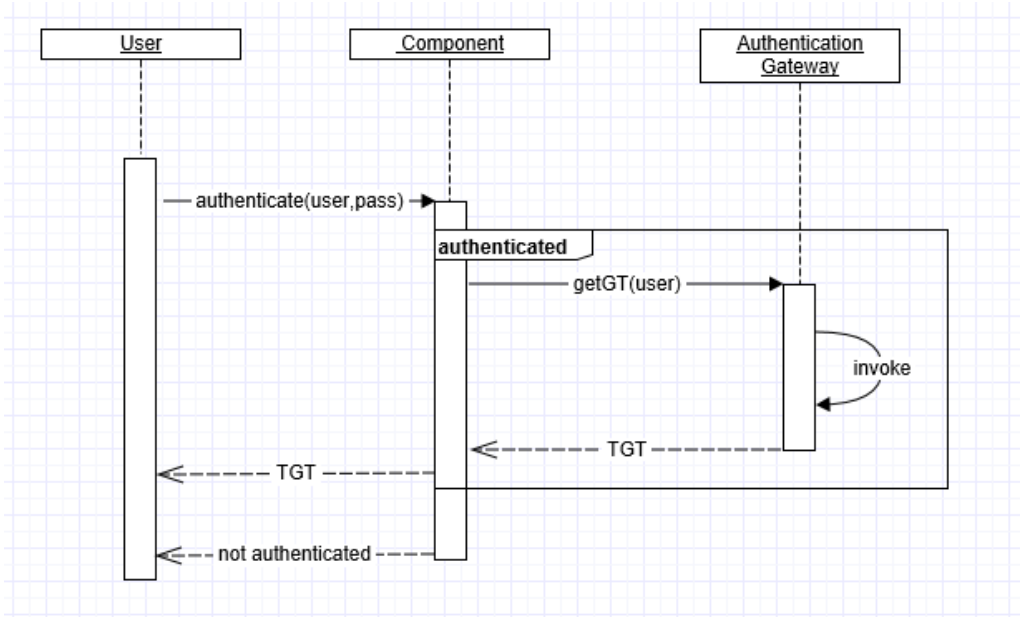 User
Component
Authentication
Gateway
authenticate(user,pass)
authenticated
getGT(user)
invoke
TGT
TGT
not authenticated